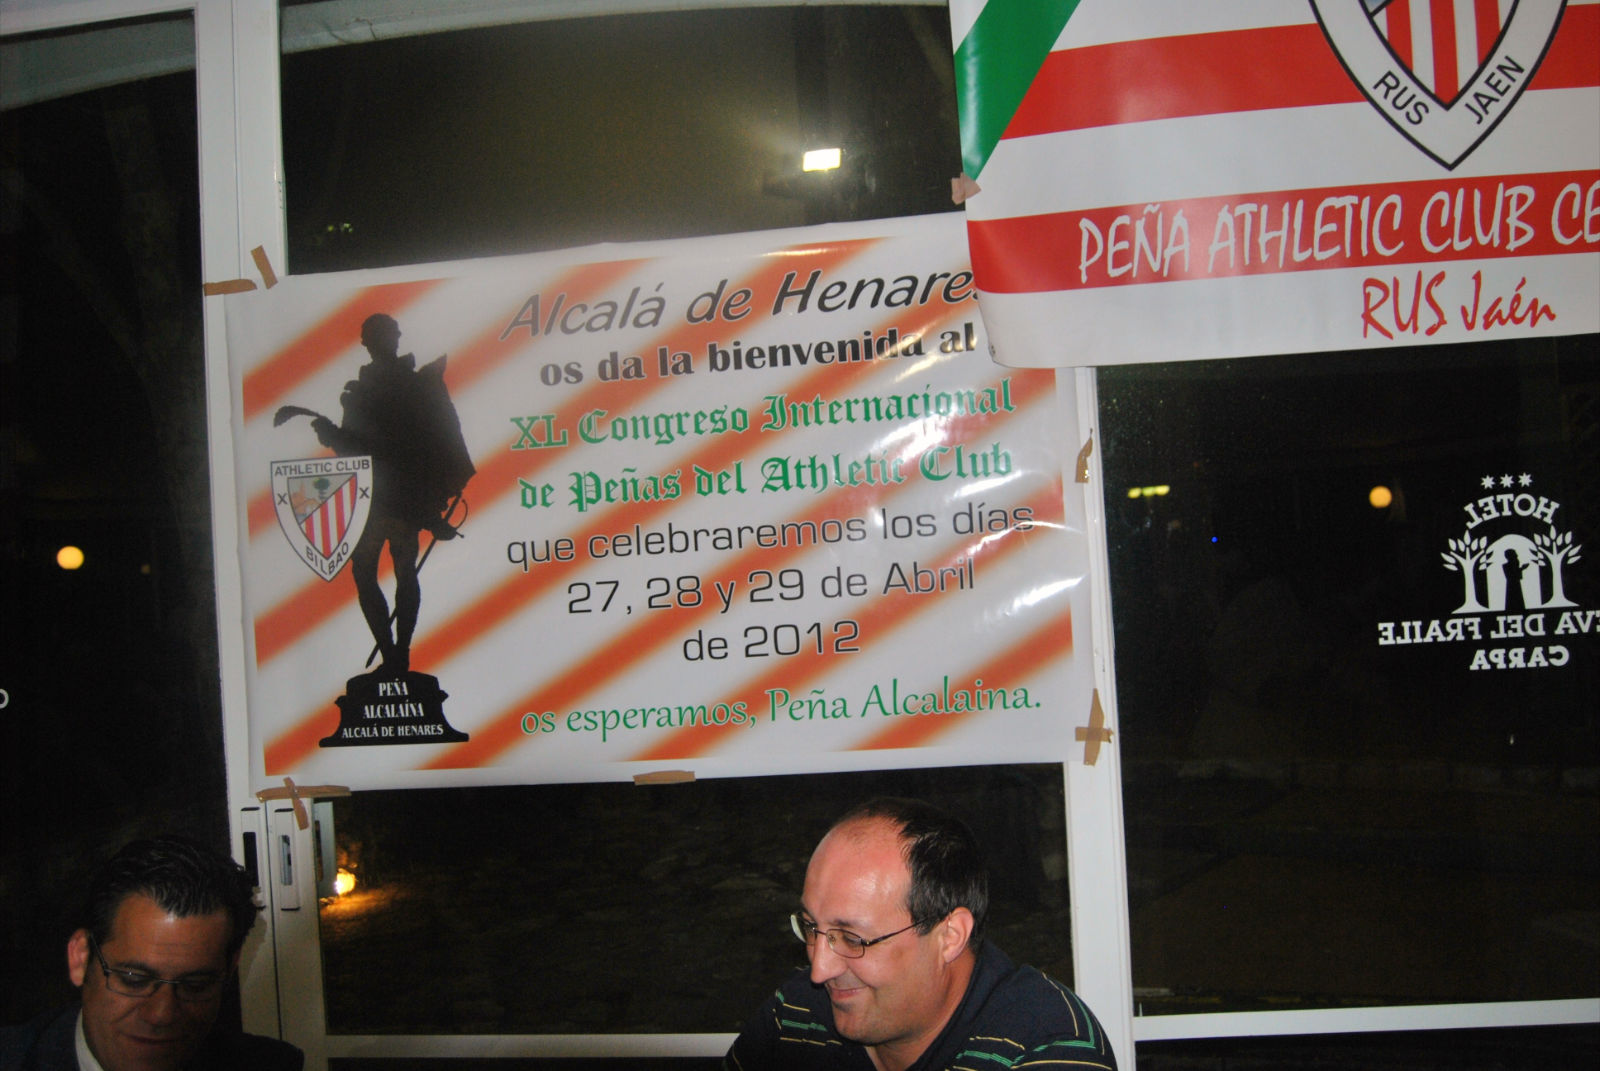 RUS JAEN
PEÑA ATHLETIC CLUB
RUS Jaén
Alcalá de Henares
os da la bienvenida al
XL Congreso Internacional
de Peñas del Athletic Club
que celebraremos los días
27, 28 y 29 de Abril
de 2012
os esperamos, Peña Alcalaina.
ATHLETIC CLUB
BILBAO
PEÑA
ALCALAÍNA
ALCALÁ DE HENARES
HOTEL
EVA DEL FRAILE
CARPA